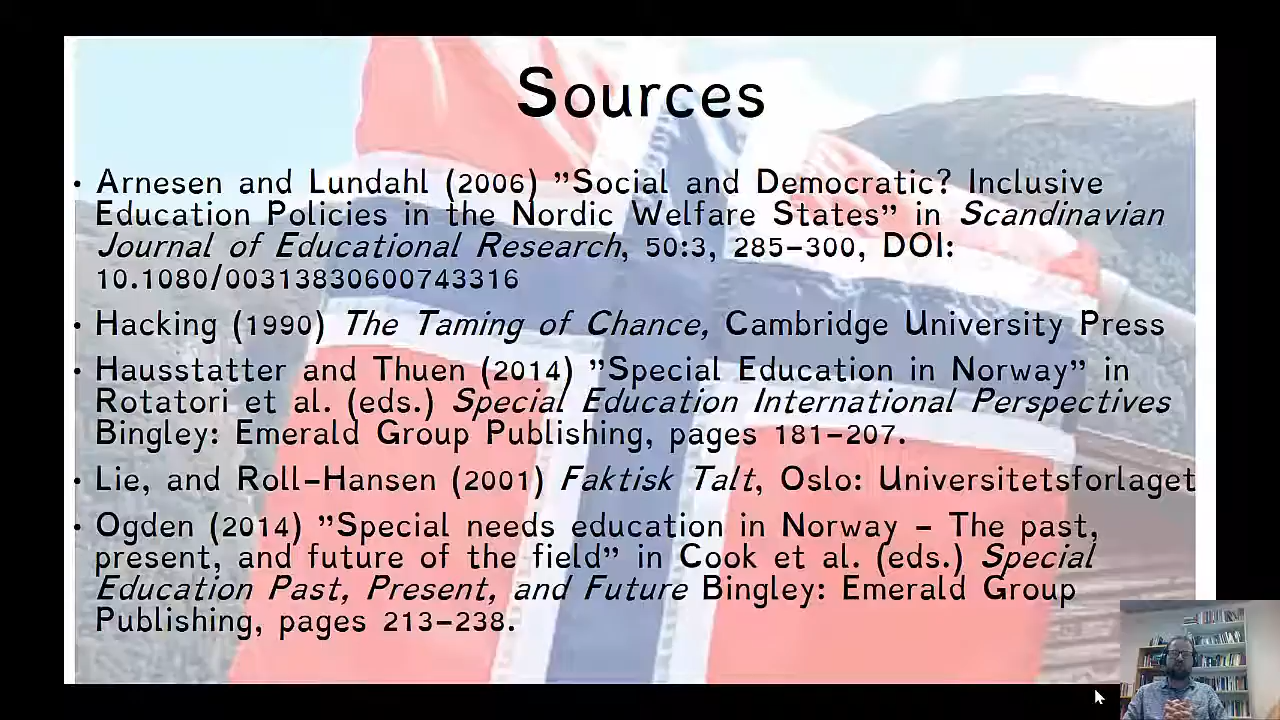 Sources
• Arnesen and Lundahl (2006) ”Social and Democratic? Inclusive
Education Policies in the Nordic Welfare States” in Scandinavian
Journal of Educational Research, 50:3, 285–300, DOI:
10.1080/00313830600743316
• Hacking (1990) The Taming of Chance, Cambridge University Press
• Hausstatter and Thuen (2014) ”Special Education in Norway” in
Rotatori et al. (eds.) Special Education International Perspectives
Bingley: Emerald Group Publishing, pages 181–207.
• Lie, and Roll–Hansen (2001) Faktisk Talt, Oslo: Universitetsforlaget
• Ogden (2014) ”Special needs education in Norway – The past,
present, and future of the field” in Cook et al. (eds.) Special
Education Past, Present, and Future Bingley: Emerald Group
Publishing, pages 213–238.